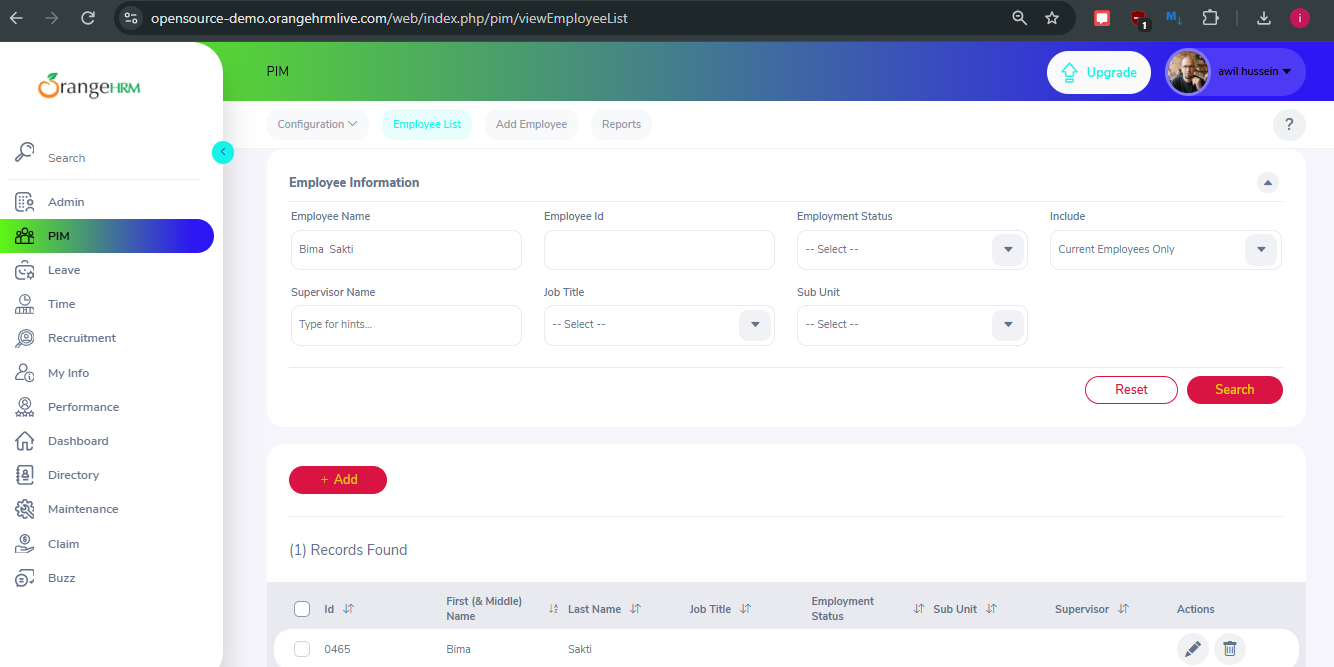 opensource-demo.orangehrmlive.com/web/index.php/pim/viewEmployeeList
1
M
i
OrangeHRM
PIM
Upgrade
awil hussein
Configuration
Employee List
Add Employee
Reports
?
Search
Admin
PIM
Leave
Time
Recruitment
My Info
Performance
Dashboard
Directory
Maintenance
Claim
Buzz
Employee Information
Employee Name
Employee Id
Employment Status
Include
Bima  Sakti
-- Select --
Current Employees Only
Supervisor Name
Job Title
Sub Unit
Type for hints...
-- Select --
-- Select --
Reset
Search
+ Add
(1) Records Found
Id
First (& Middle)
Name
Last Name
Job Title
Employment
Status
Sub Unit
Supervisor
Actions
0465
Bima
Sakti